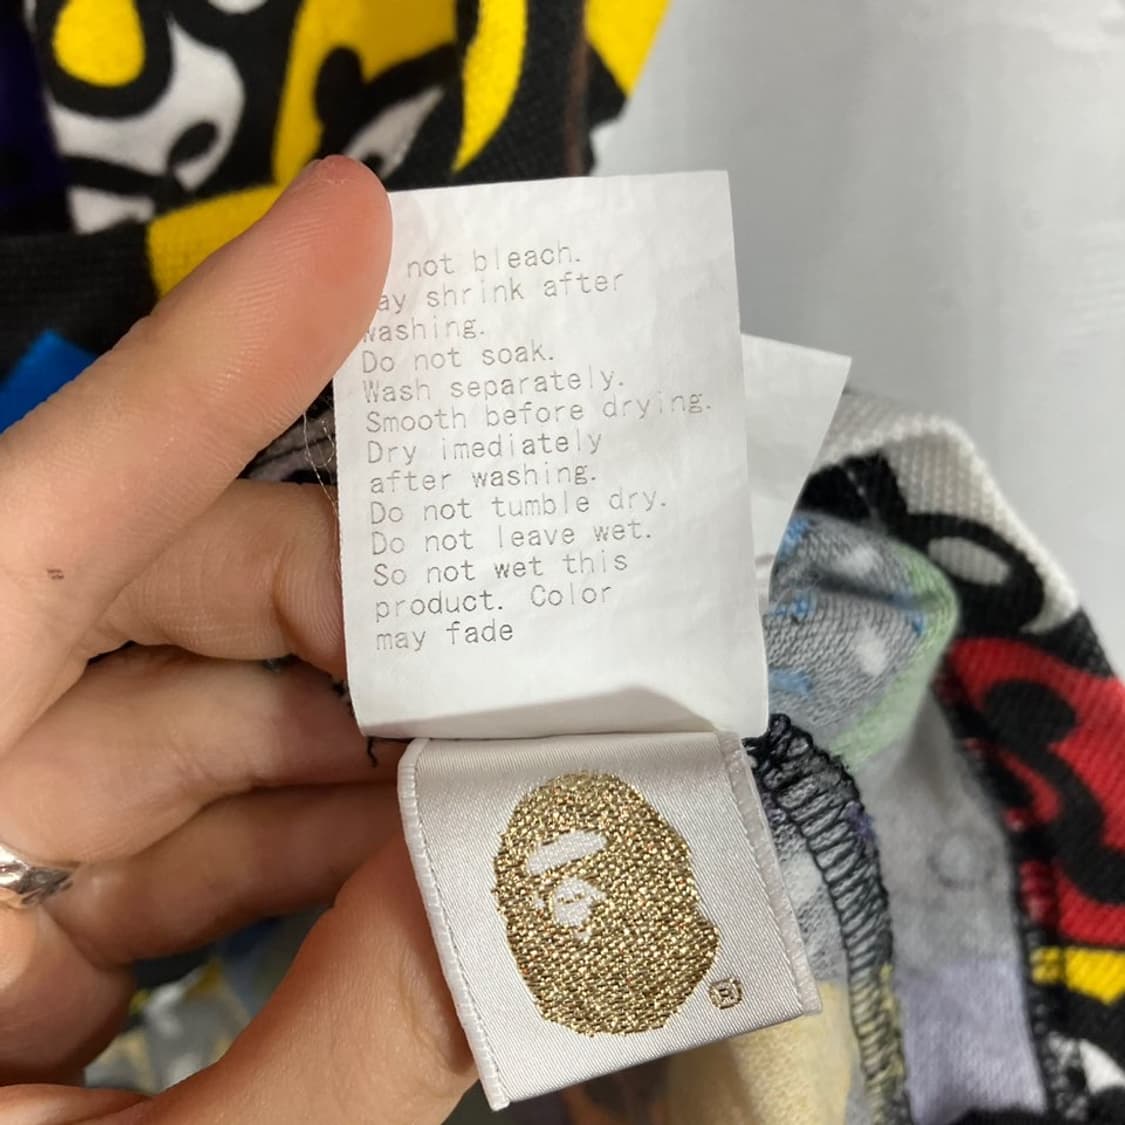 not bleach.
ay shrink after
washing.
Do not soak.
Wash separately.
Smooth before drying.
Dry imediately
after washing.
Do not tumble dry.
Do not leave wet.
So not wet this
product. Color
may fade
®